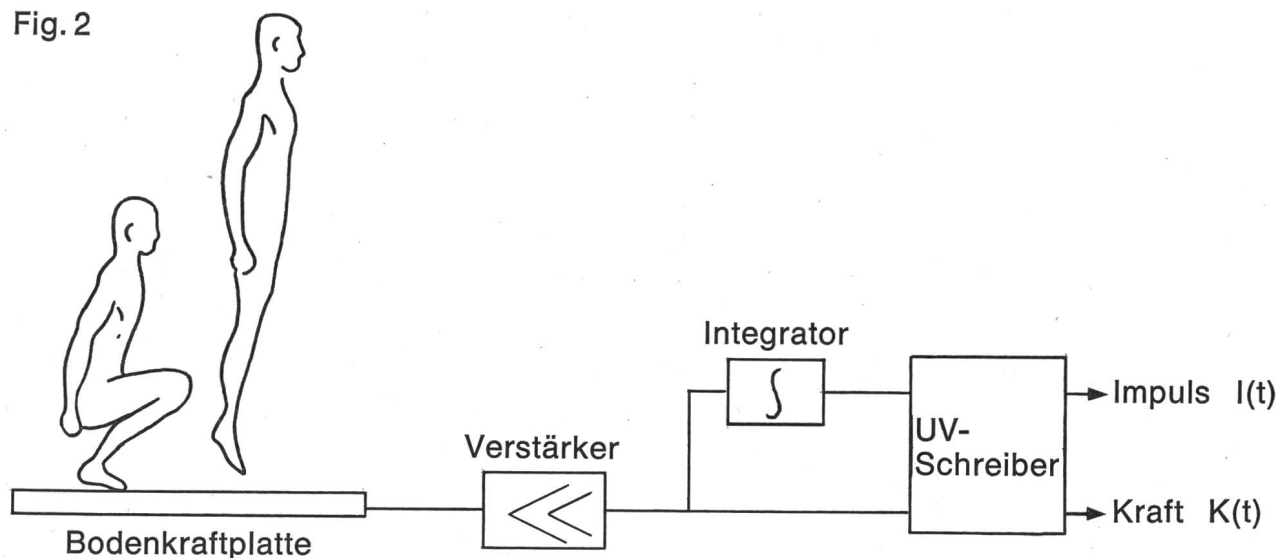 Fig. 2
Integrator
∫
Impuls I(t)
UV-
Schreiber
Verstärker
Kraft K(t)
Bodenkraftplatte